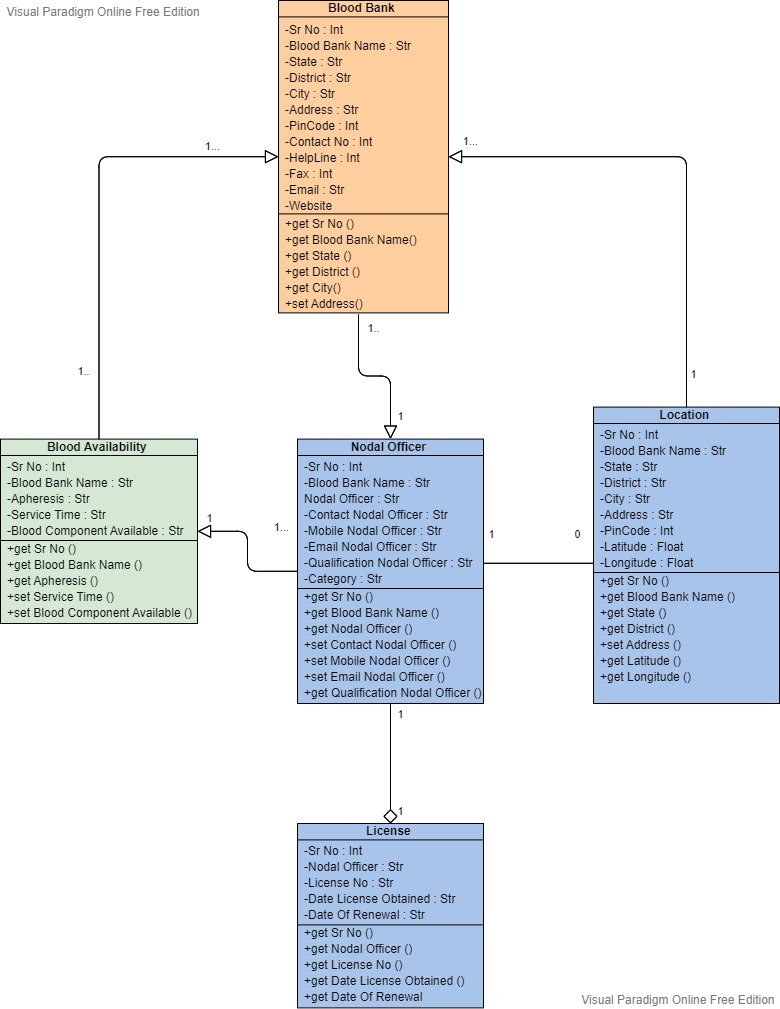 Visual Paradigm Online Free Edition
Blood Bank
-Sr No : Int
-Blood Bank Name : Str
-State : Str
-District : Str
-City : Str
-Address : Str
-PinCode : Int
-Contact No : Int
-HelpLine : Int
-Fax : Int
-Email : Str
-Website
+get Sr No ()
+get Blood Bank Name()
+get State ()
+get District ()
+get City()
+set Address()
1...
1...
1..
1..
1
1
Blood Availability
-Sr No : Int
-Blood Bank Name : Str
-Apheresis : Str
-Service Time : Str
-Blood Component Available : Str
+get Sr No ()
+get Blood Bank Name ()
+get Apheresis ()
+set Service Time ()
+set Blood Component Available ()
1
1...
Nodal Officer
-Sr No : Int
-Blood Bank Name : Str
Nodal Officer : Str
-Contact Nodal Officer : Str
-Mobile Nodal Officer : Str
-Email Nodal Officer : Str
-Qualification Nodal Officer : Str
-Category : Str
+get Sr No ()
+get Blood Bank Name ()
+get Nodal Officer ()
+set Contact Nodal Officer ()
+set Mobile Nodal Officer ()
+set Email Nodal Officer ()
+get Qualification Nodal Officer ()
1
0
Location
-Sr No : Int
-Blood Bank Name : Str
-State : Str
-District : Str
-City : Str
-Address : Str
-PinCode : Int
-Latitude : Float
-Longitude : Float
+get Sr No ()
+get Blood Bank Name ()
+get State ()
+get District ()
+set Address ()
+get Latitude ()
+get Longitude ()
1
1
License
-Sr No : Int
-Nodal Officer : Str
-License No : Str
-Date License Obtained : Str
-Date Of Renewal : Str
+get Sr No ()
+get Nodal Officer ()
+get License No ()
+get Date License Obtained ()
+get Date Of Renewal
Visual Paradigm Online Free Edition